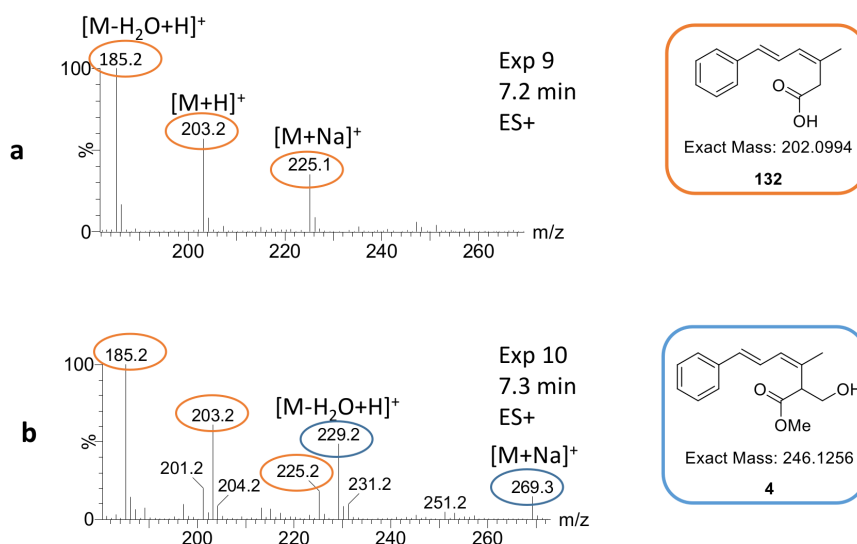 [M-H₂O+H]⁺
185.2
100
[M+H]⁺
203.2
[M+Na]⁺
225.1
a
%
0
200
220
240
260
m/z
Exp 9
7.2 min
ES+
O
OH
Exact Mass: 202.0994
132
185.2
100
203.2
[M-H₂O+H]⁺
229.2
[M+Na]⁺
b
%
201.2
204.2
225.2
231.2
251.2
269.3
0
200
220
240
260
m/z
Exp 10
7.3 min
ES+
O
OH
OMe
Exact Mass: 246.1256
4